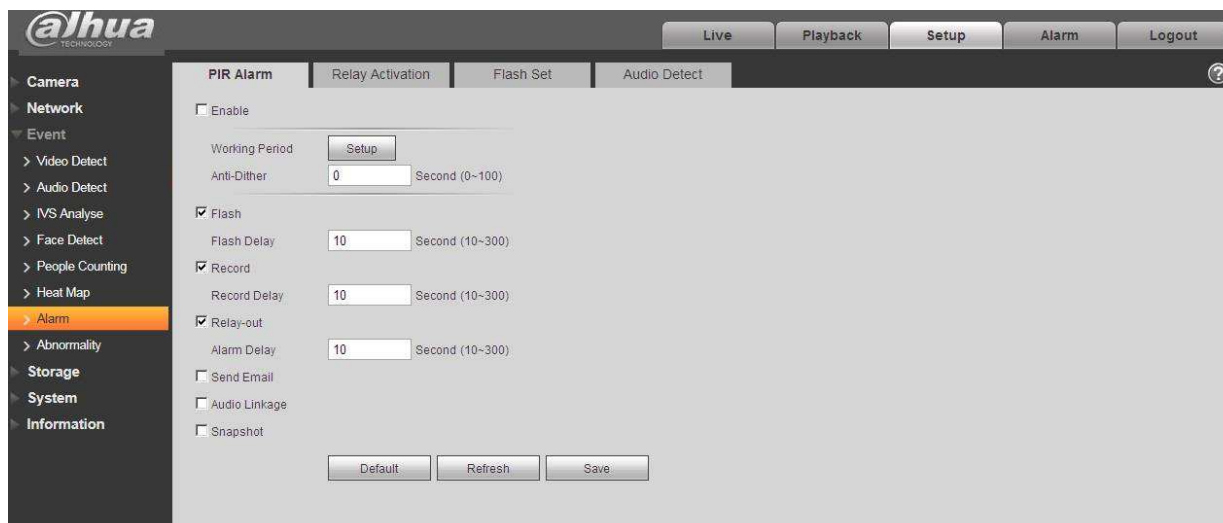 alhua
TECHNOLOGY
Live
Playback
Setup
Alarm
Logout
Camera
Network
Event
> Video Detect
> Audio Detect
> IVS Analyse
> Face Detect
> People Counting
> Heat Map
> Alarm
> Abnormality
Storage
System
Information
PIR Alarm
Relay Activation
Flash Set
Audio Detect
?
Enable
Working Period Setup
Anti-Dither 0 Second (0~100)
Flash
Flash Delay 10 Second (10~300)
Record
Record Delay 10 Second (10~300)
Relay-out
Alarm Delay 10 Second (10~300)
Send Email
Audio Linkage
Snapshot
Default Refresh Save